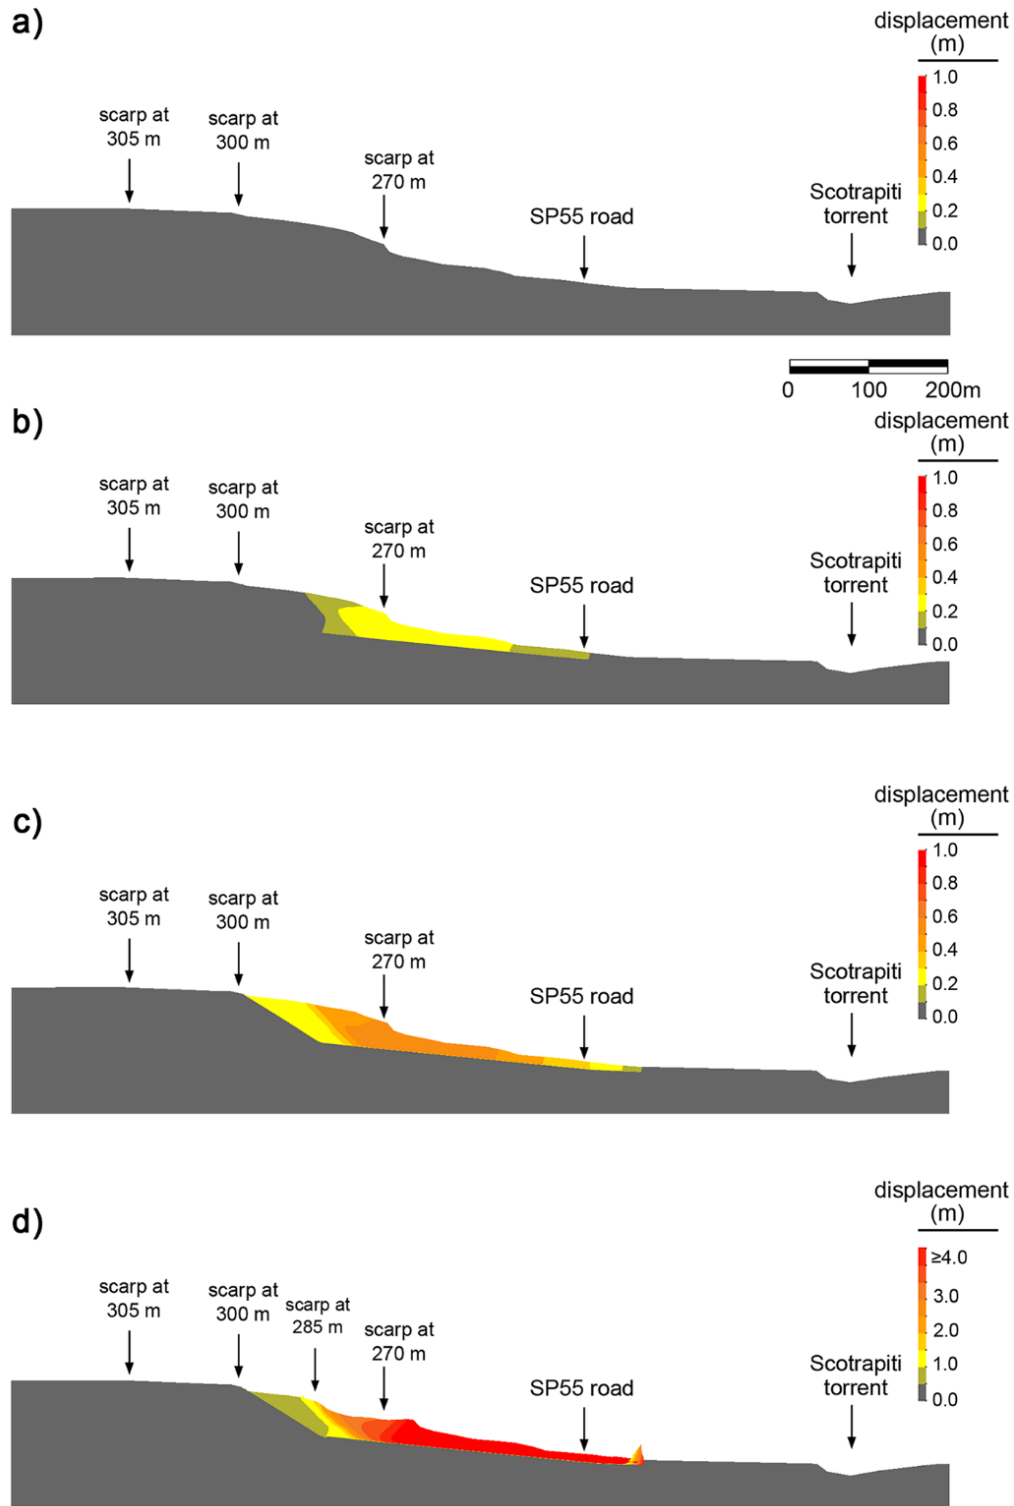 a)
displacement
(m)
1.0
0.8
0.6
0.4
0.2
0.0
scarp at
305 m
scarp at
300 m
scarp at
270 m
SP55 road
Scotrapiti
torrent
0 100 200m
b)
displacement
(m)
1.0
0.8
0.6
0.4
0.2
0.0
scarp at
305 m
scarp at
300 m
scarp at
270 m
SP55 road
Scotrapiti
torrent
c)
displacement
(m)
1.0
0.8
0.6
0.4
0.2
0.0
scarp at
305 m
scarp at
300 m
scarp at
270 m
SP55 road
Scotrapiti
torrent
d)
displacement
(m)
≥4.0
3.0
2.0
1.0
0.0
scarp at
305 m
scarp at
300 m
scarp at
285 m
scarp at
270 m
SP55 road
Scotrapiti
torrent